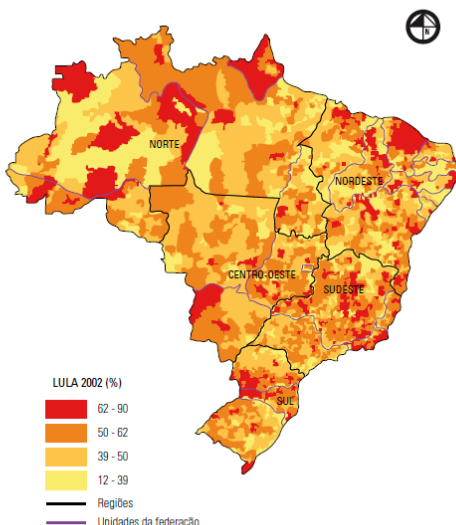 N
NORTE
NORDESTE
CENTRO-OESTE
SUDESTE
SUL
LULA 2002 (%)
62 - 90
50 - 62
39 - 50
12 - 39
Regiões
Unidades da federação